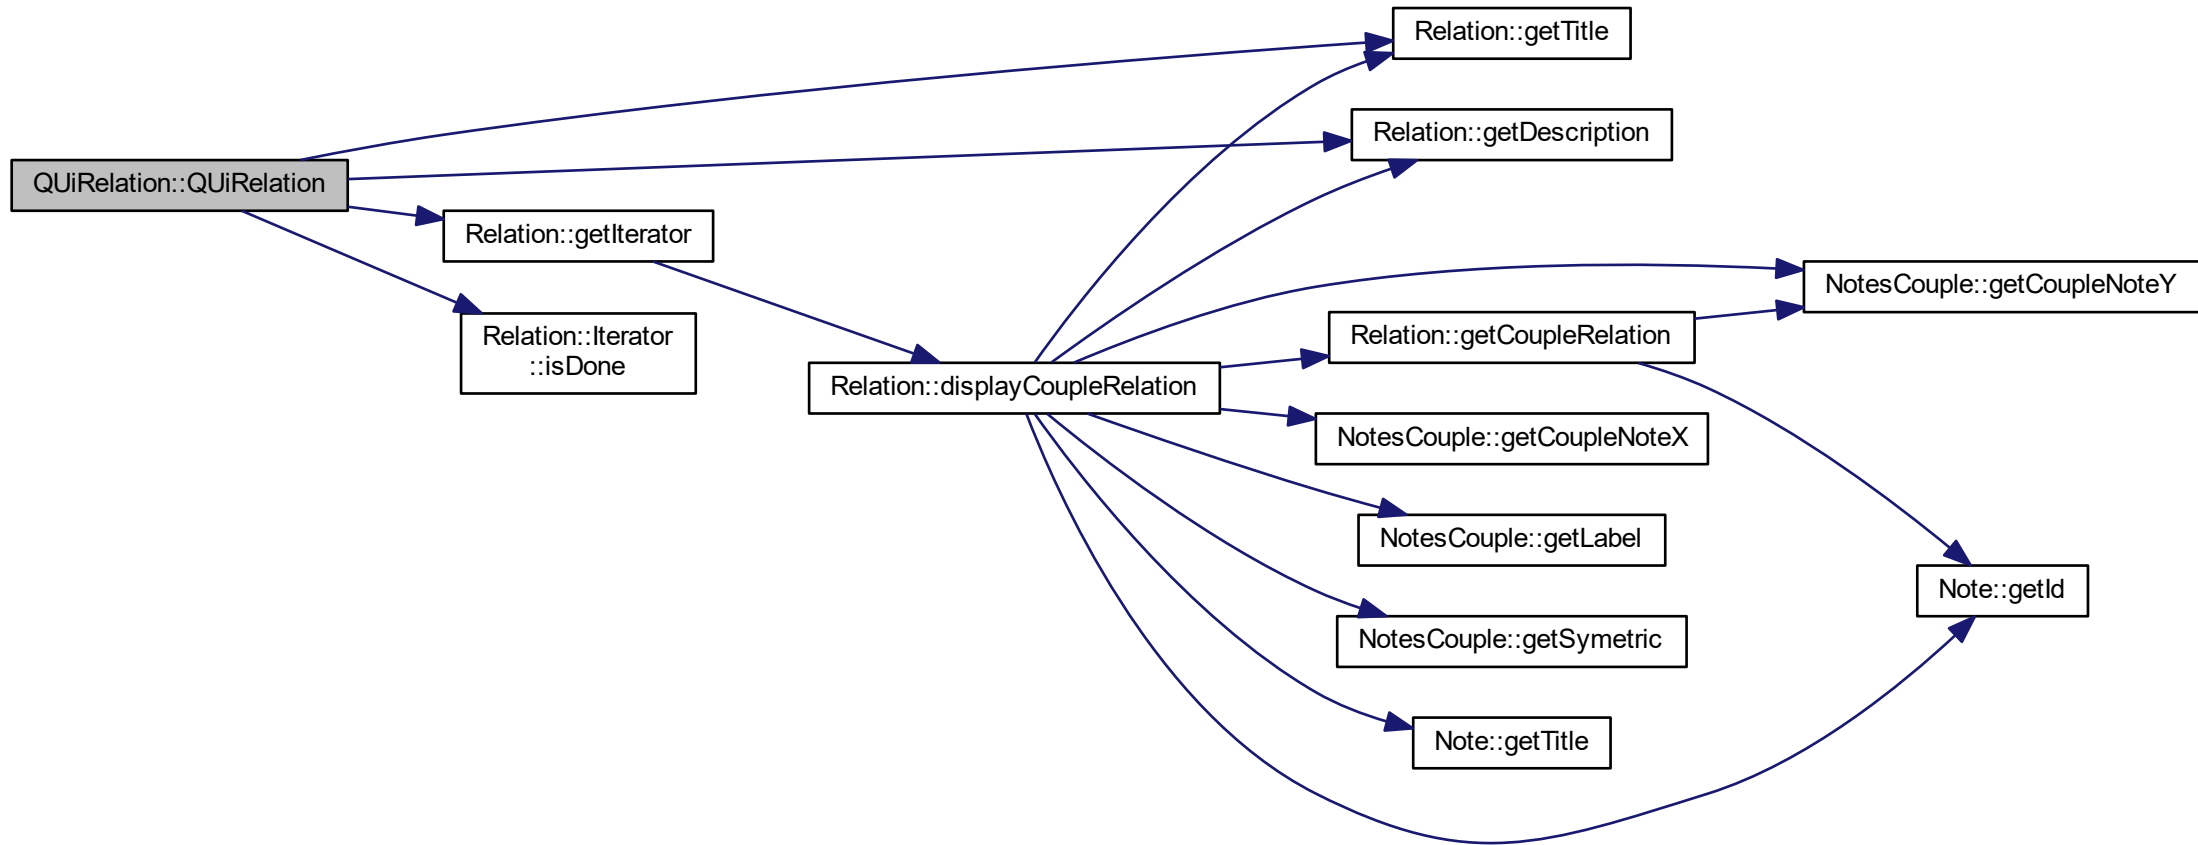 Relation::getTitle
Relation::getDescription
QUiRelation::QUiRelation
Relation::getIterator
NotesCouple::getCoupleNoteY
Relation::Iterator
::isDone
Relation::getCoupleRelation
Relation::displayCoupleRelation
NotesCouple::getCoupleNoteX
NotesCouple::getLabel
Note::getId
NotesCouple::getSymetric
Note::getTitle